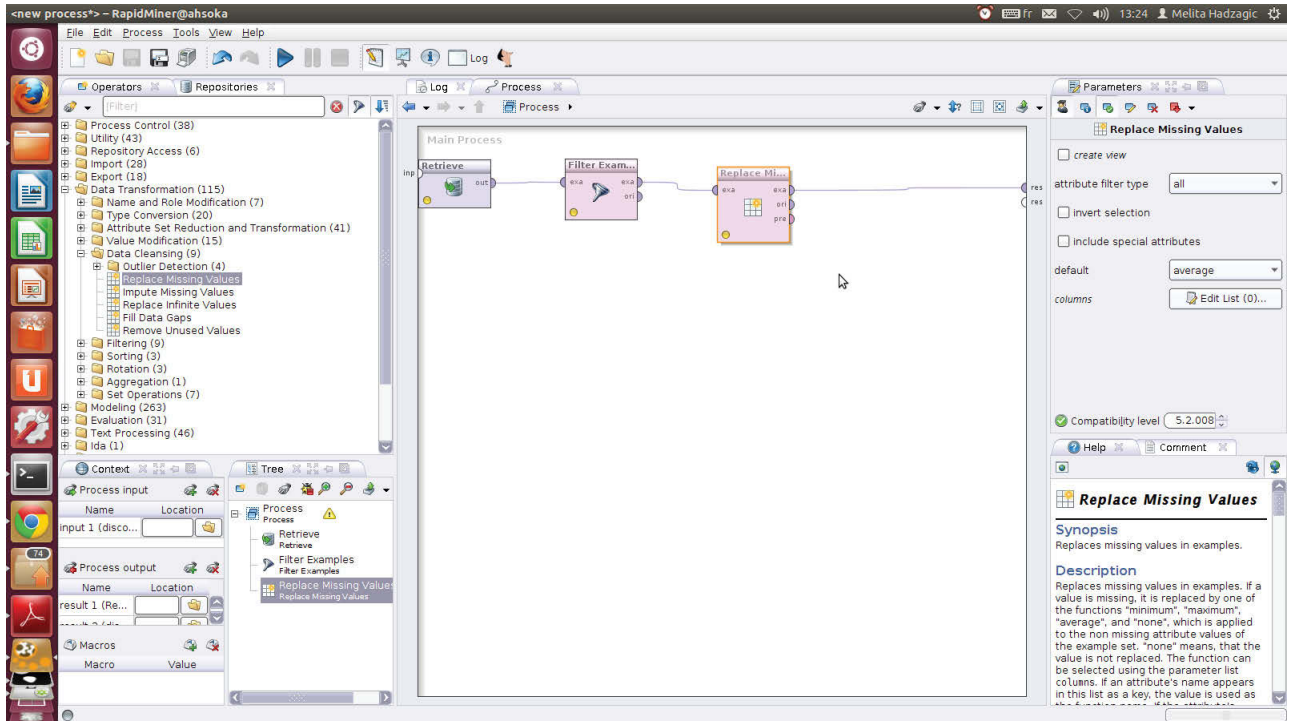 <new process*> – RapidMiner@ahsoka
fr
13:24
Melita Hadzagic
File Edit Process Tools View Help
Log
Operators
Repositories
[Filter]
Process Control (38)
Utility (43)
Repository Access (6)
Import (28)
Export (18)
Data Transformation (115)
Name and Role Modification (7)
Type Conversion (20)
Attribute Set Reduction and Transformation (41)
Value Modification (15)
Data Cleansing (9)
Outlier Detection (4)
Replace Missing Values
Impute Missing Values
Replace Infinite Values
Fill Data Gaps
Remove Unused Values
Filtering (9)
Sorting (3)
Rotation (3)
Aggregation (1)
Set Operations (7)
Modeling (263)
Evaluation (31)
Text Processing (46)
Ida (1)
Context
Process input
Name Location
input 1 (disco...
Process output
Name Location
result 1 (Re...
Macros
Macro Value
74
Tree
Process
Process
Retrieve
Retrieve
Filter Examples
Filter Examples
Replace Missing Values
Replace Missing Values
Log
Process
Process
Main Process
inp
Retrieve
out
Filter Exam...
exa exa
ori
Replace Mi...
exa exa
ori
pre
res
res
Parameters
Replace Missing Values
create view
attribute filter type all
invert selection
include special attributes
default average
columns Edit List (0)...
Compatibility level 5.2.008
Help
Comment
Replace Missing Values
Synopsis
Replaces missing values in examples.
Description
Replaces missing values in examples. If a
value is missing, it is replaced by one of
the functions "minimum", "maximum",
"average", and "none", which is applied
to the non missing attribute values of
the example set. "none" means, that the
value is not replaced. The function can
be selected using the parameter list
columns. If an attribute's name appears
in this list as a key, the value is used as